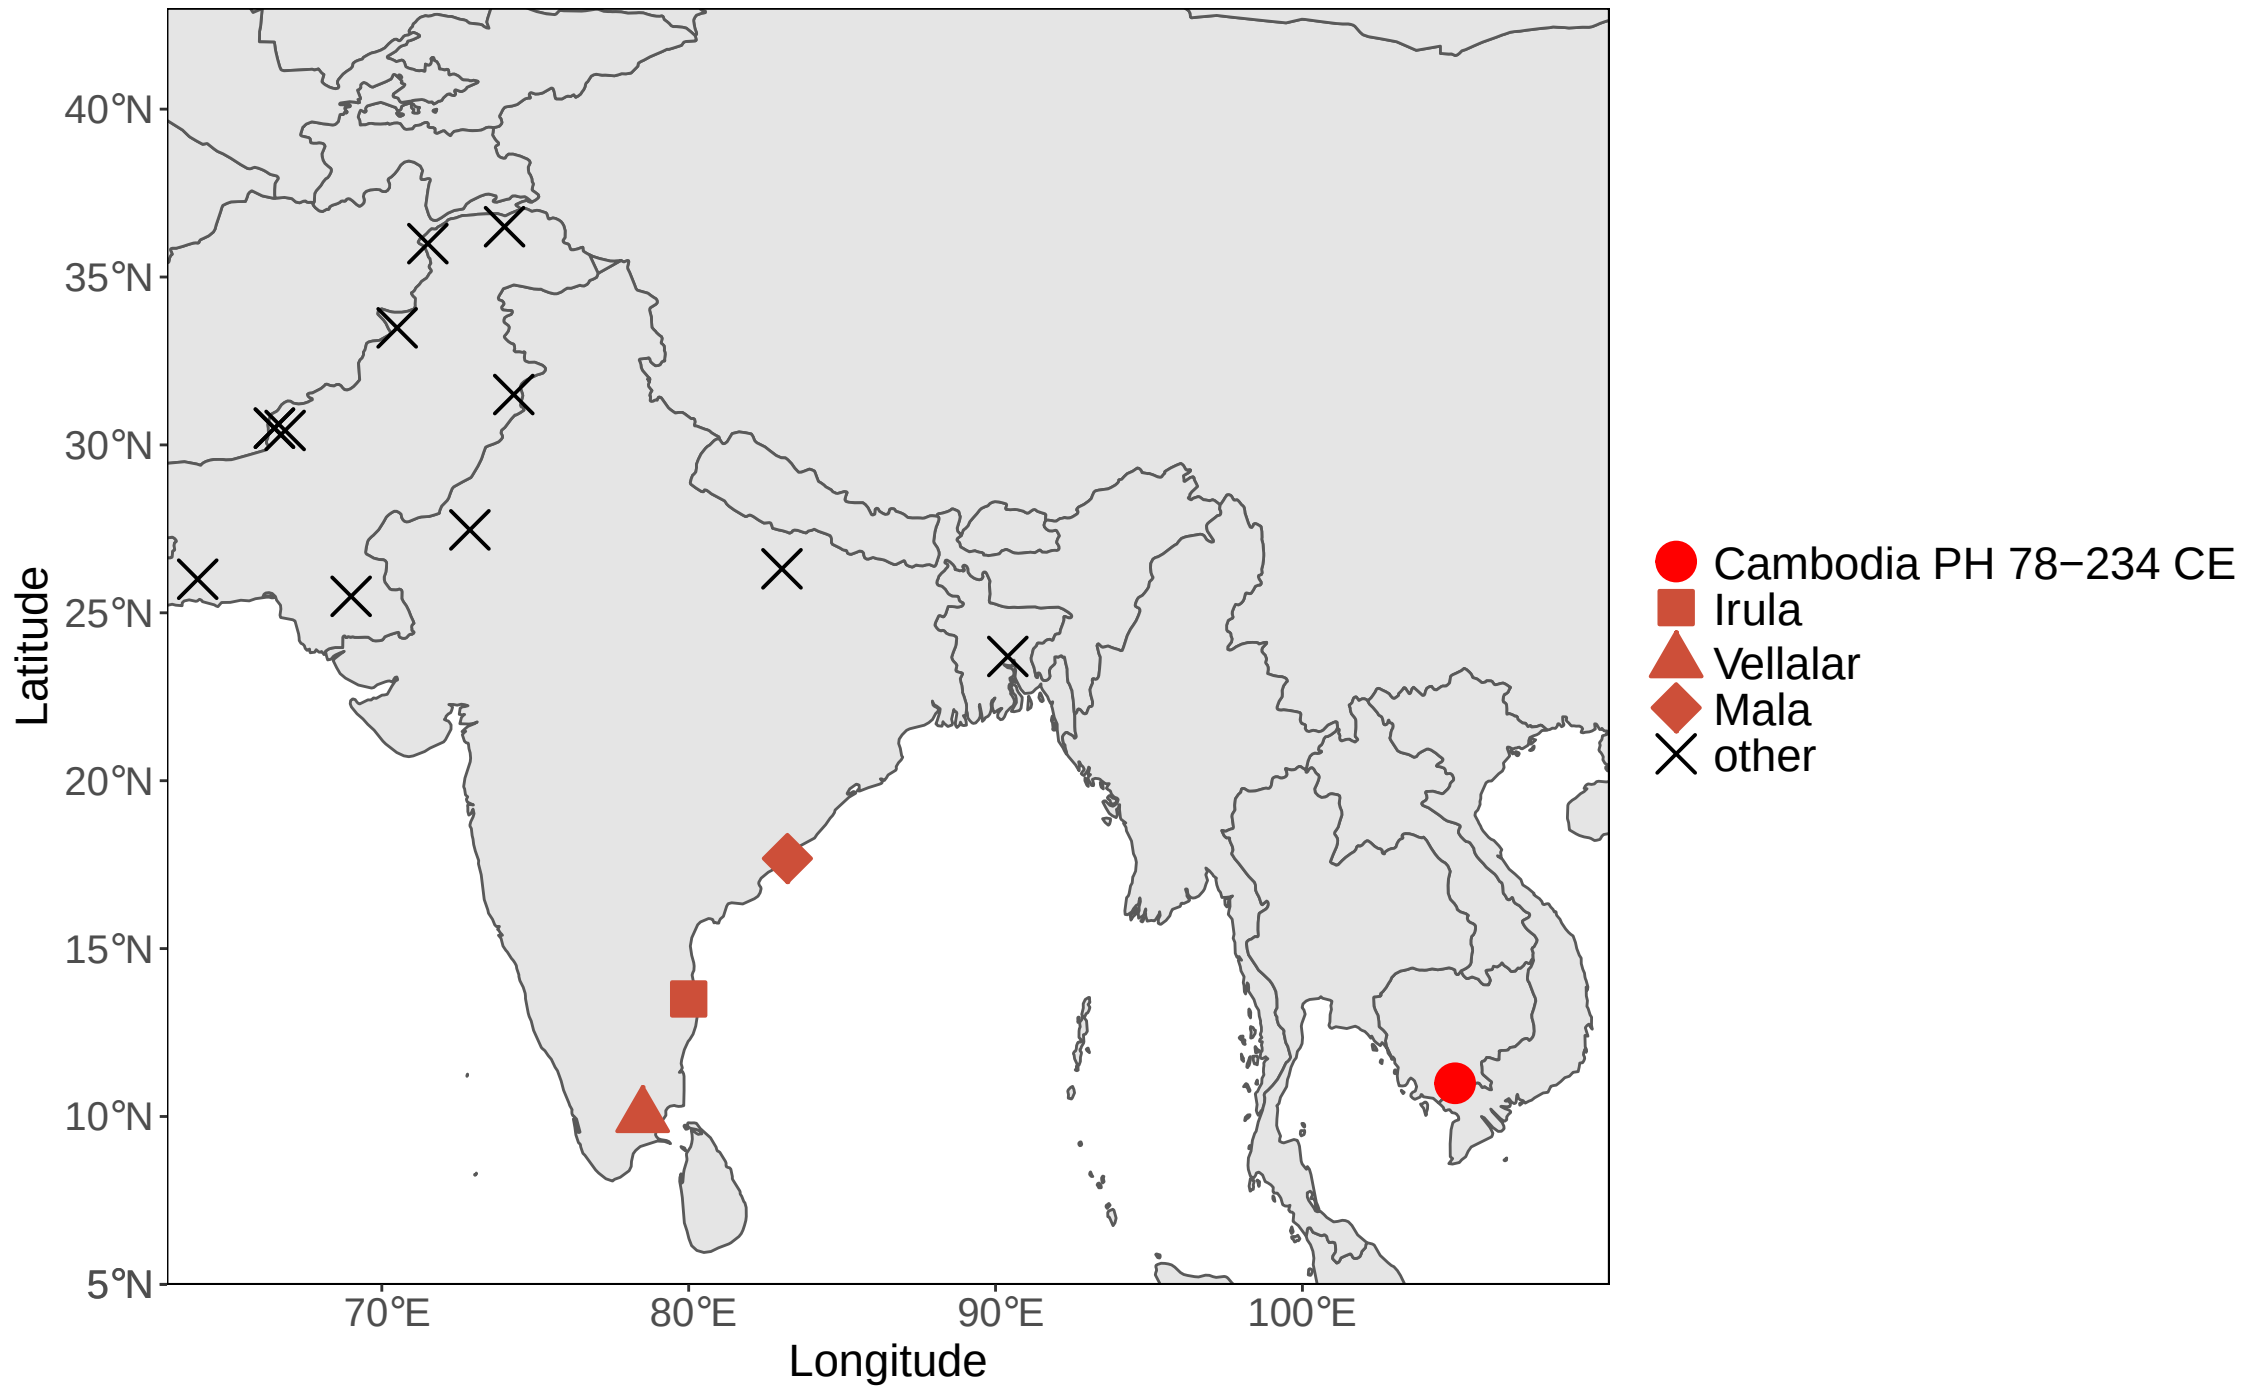 40°N
35°N
30°N
25°N
20°N
15°N
10°N
5°N
Latitude
70°E
80°E
90°E
100°E
Longitude
Cambodia PH 78−234 CE
Irula
Vellalar
Mala
other